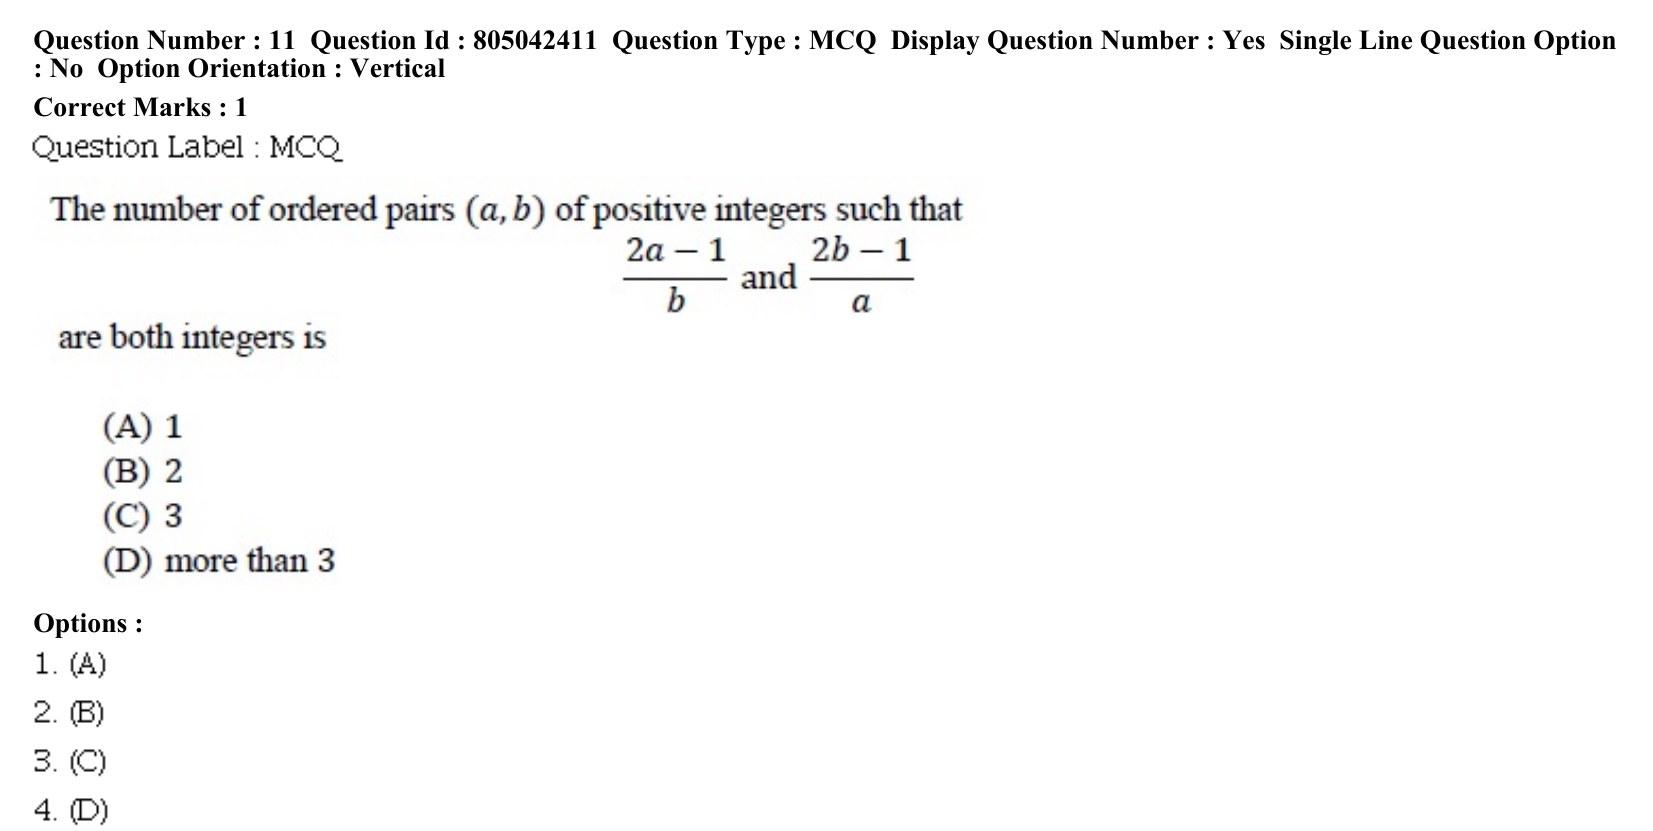 Question Number : 11 Question Id : 805042411 Question Type : MCQ Display Question Number : Yes Single Line Question Option
: No Option Orientation : Vertical
Correct Marks : 1
Question Label : MCQ
The number of ordered pairs (a, b) of positive integers such that
2a − 1 2b − 1
and
b a
are both integers is
(A) 1
(B) 2
(C) 3
(D) more than 3
Options :
1. (A)
2. (B)
3. (C)
4. (D)